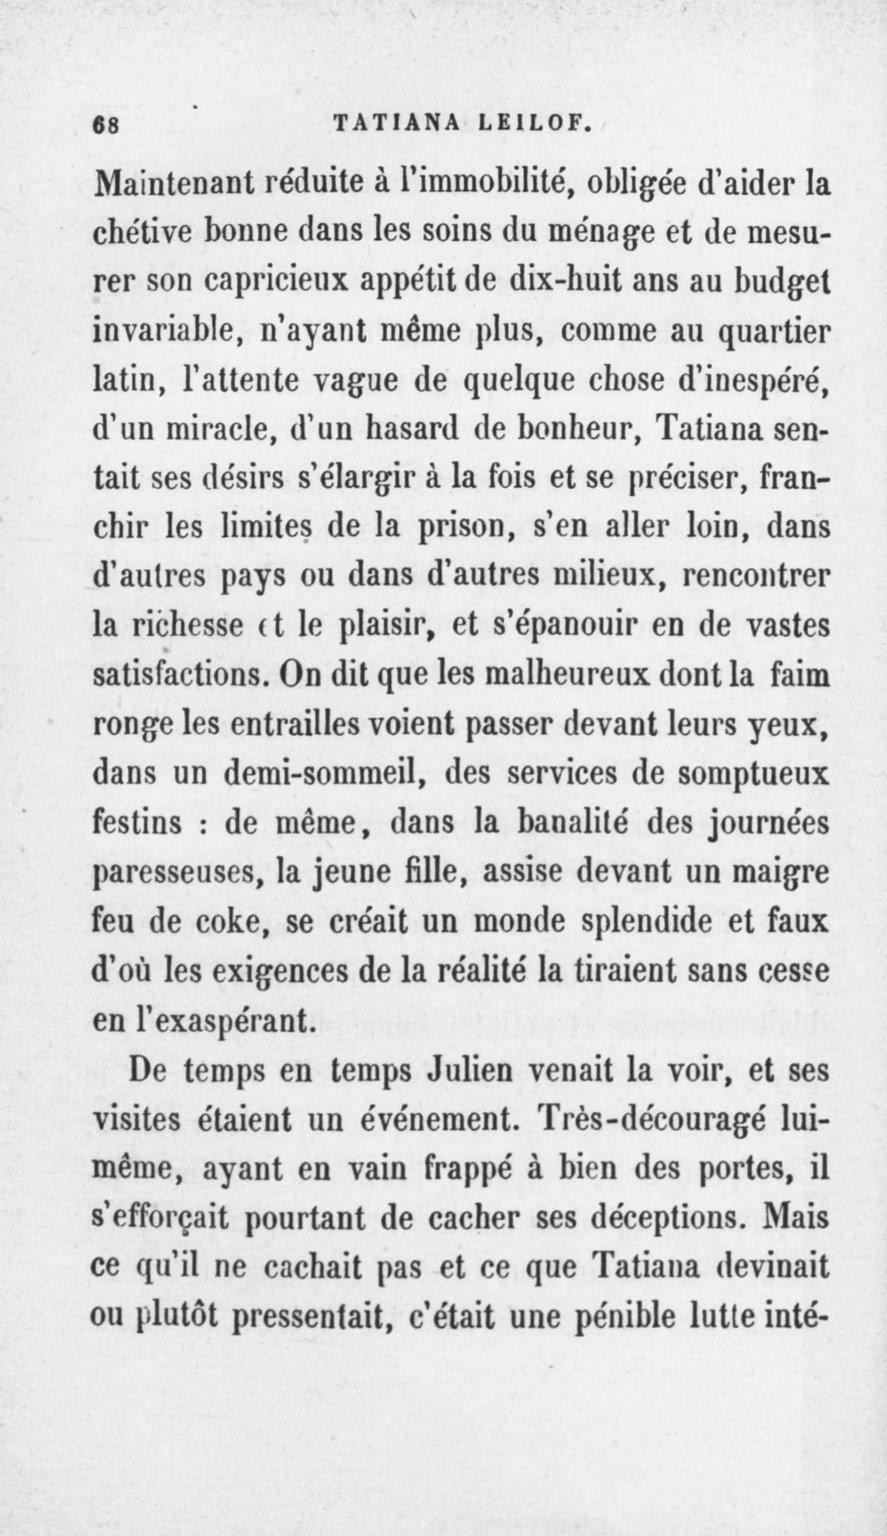 68 TATIANA LEILOF.
Maintenant réduite à l'immobilité, obligée d'aider la
chétive bonne dans les soins du ménage et de mesu-
rer son capricieux appétit de dix-huit ans au budget
invariable, n'ayant même plus, comme au quartier
latin, l'attente vague de quelque chose d'inespéré,
d'un miracle, d'un hasard de bonheur, Tatiana sen-
tait ses désirs s'élargir à la fois et se préciser, fran-
chir les limites de la prison, s'en aller loin, dans
d'autres pays ou dans d'autres milieux, rencontrer
la richesse et le plaisir, et s'épanouir en de vastes
satisfactions. On dit que les malheureux dont la faim
ronge les entrailles voient passer devant leurs yeux,
dans un demi-sommeil, des services de somptueux
festins : de même, dans la banalité des journées
paresseuses, la jeune fille, assise devant un maigre
feu de coke, se créait un monde splendide et faux
d'où les exigences de la réalité la tiraient sans cesse
en l'exaspérant.
De temps en temps Julien venait la voir, et ses
visites étaient un événement. Très-découragé lui-
même, ayant en vain frappé à bien des portes, il
s'efforçait pourtant de cacher ses déceptions. Mais
ce qu'il ne cachait pas et ce que Tatiana devinait
ou plutôt pressentait, c'était une pénible lutte inté-